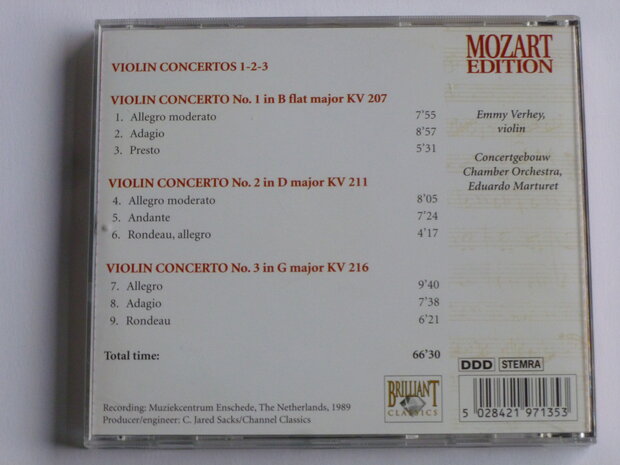 VIOLIN CONCERTOS 1-2-3
VIOLIN CONCERTO No. 1 in B flat major KV 207
1. Allegro moderato 7’55
2. Adagio 8’57
3. Presto 5’31
VIOLIN CONCERTO No. 2 in D major KV 211
4. Allegro moderato 8’05
5. Andante 7’24
6. Rondeau, allegro 4’17
VIOLIN CONCERTO No. 3 in G major KV 216
7. Allegro 9’40
8. Adagio 7’38
9. Rondeau 6’21
Total time: 66’30
Recording: Muziekcentrum Enschede, The Netherlands, 1989
Producer/engineer: C. Jared Sacks/Channel Classics
BRILLIANT
CLASSICS
MOZART
EDITION
Emmy Verhey,
violin
Concertgebouw
Chamber Orchestra,
Eduardo Marturet
DDD STEMRA
5 028421 971353